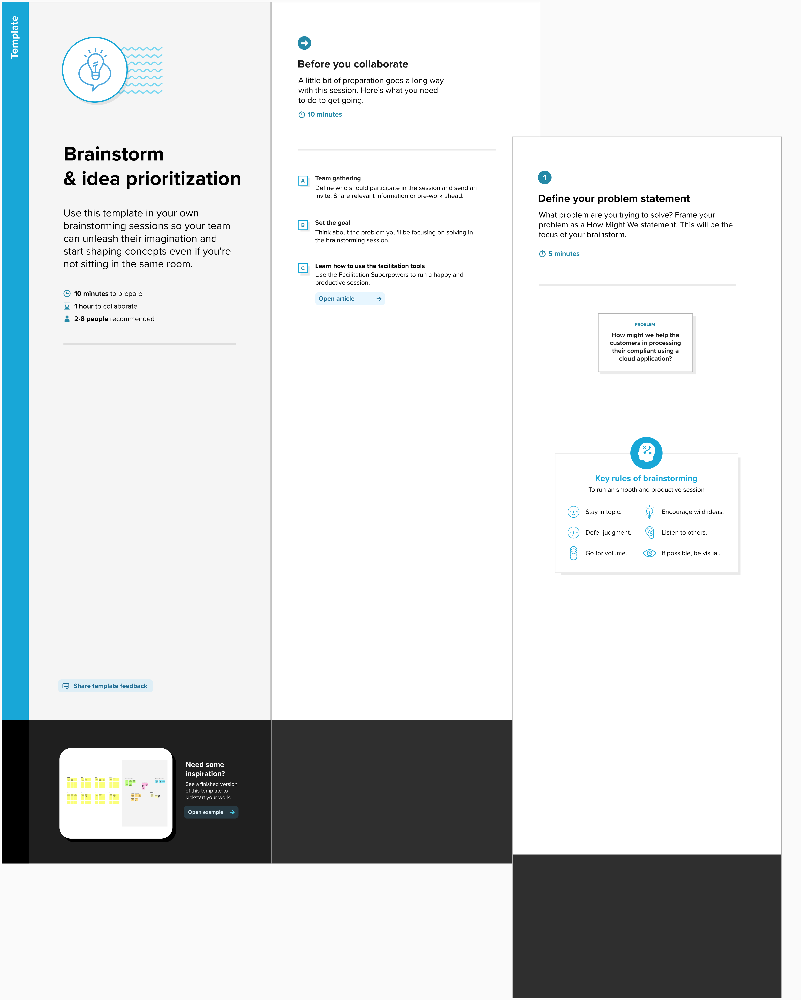 Template
Brainstorm
& idea prioritization
Use this template in your own
brainstorming sessions so your team
can unleash their imagination and
start shaping concepts even if you're
not sitting in the same room.
10 minutes to prepare
1 hour to collaborate
2-8 people recommended
Share template feedback
Need some
inspiration?
See a finished version
of this template to
kickstart your work.
Open example
Before you collaborate
A little bit of preparation goes a long way
with this session. Here’s what you need
to do to get going.
10 minutes
A
Team gathering
Define who should participate in the session and send an
invite. Share relevant information or pre-work ahead.
B
Set the goal
Think about the problem you'll be focusing on solving in
the brainstorming session.
C
Learn how to use the facilitation tools
Use the Facilitation Superpowers to run a happy and
productive session.
Open article
1
Define your problem statement
What problem are you trying to solve? Frame your
problem as a How Might We statement. This will be the
focus of your brainstorm.
5 minutes
PROBLEM
How might we help the
customers in processing
their compliant using a
cloud application?
Key rules of brainstorming
To run an smooth and productive session
Stay in topic.
Encourage wild ideas.
Defer judgment.
Listen to others.
Go for volume.
If possible, be visual.